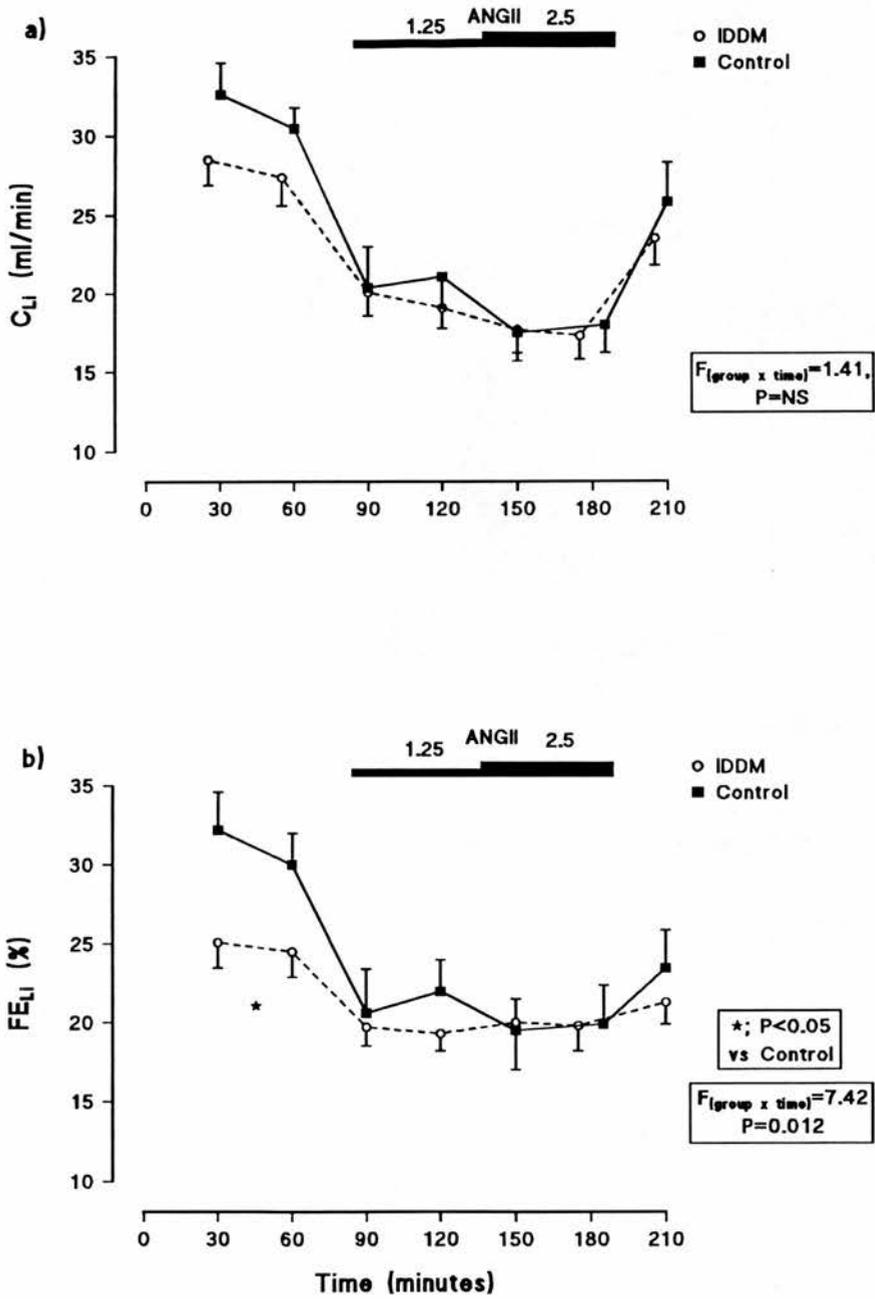 a)
ANGII
1.25 2.5
IDDM
Control
35
30
25
20
15
10
C_Li (ml/min)
F(group x time)=1.41,
P=NS
0 30 60 90 120 150 180 210
b)
ANGII
1.25 2.5
IDDM
Control
35
30
25
20
15
10
FE_Li (%)
★
★; P<0.05
vs Control
F(group x time)=7.42
P=0.012
0 30 60 90 120 150 180 210
Time (minutes)